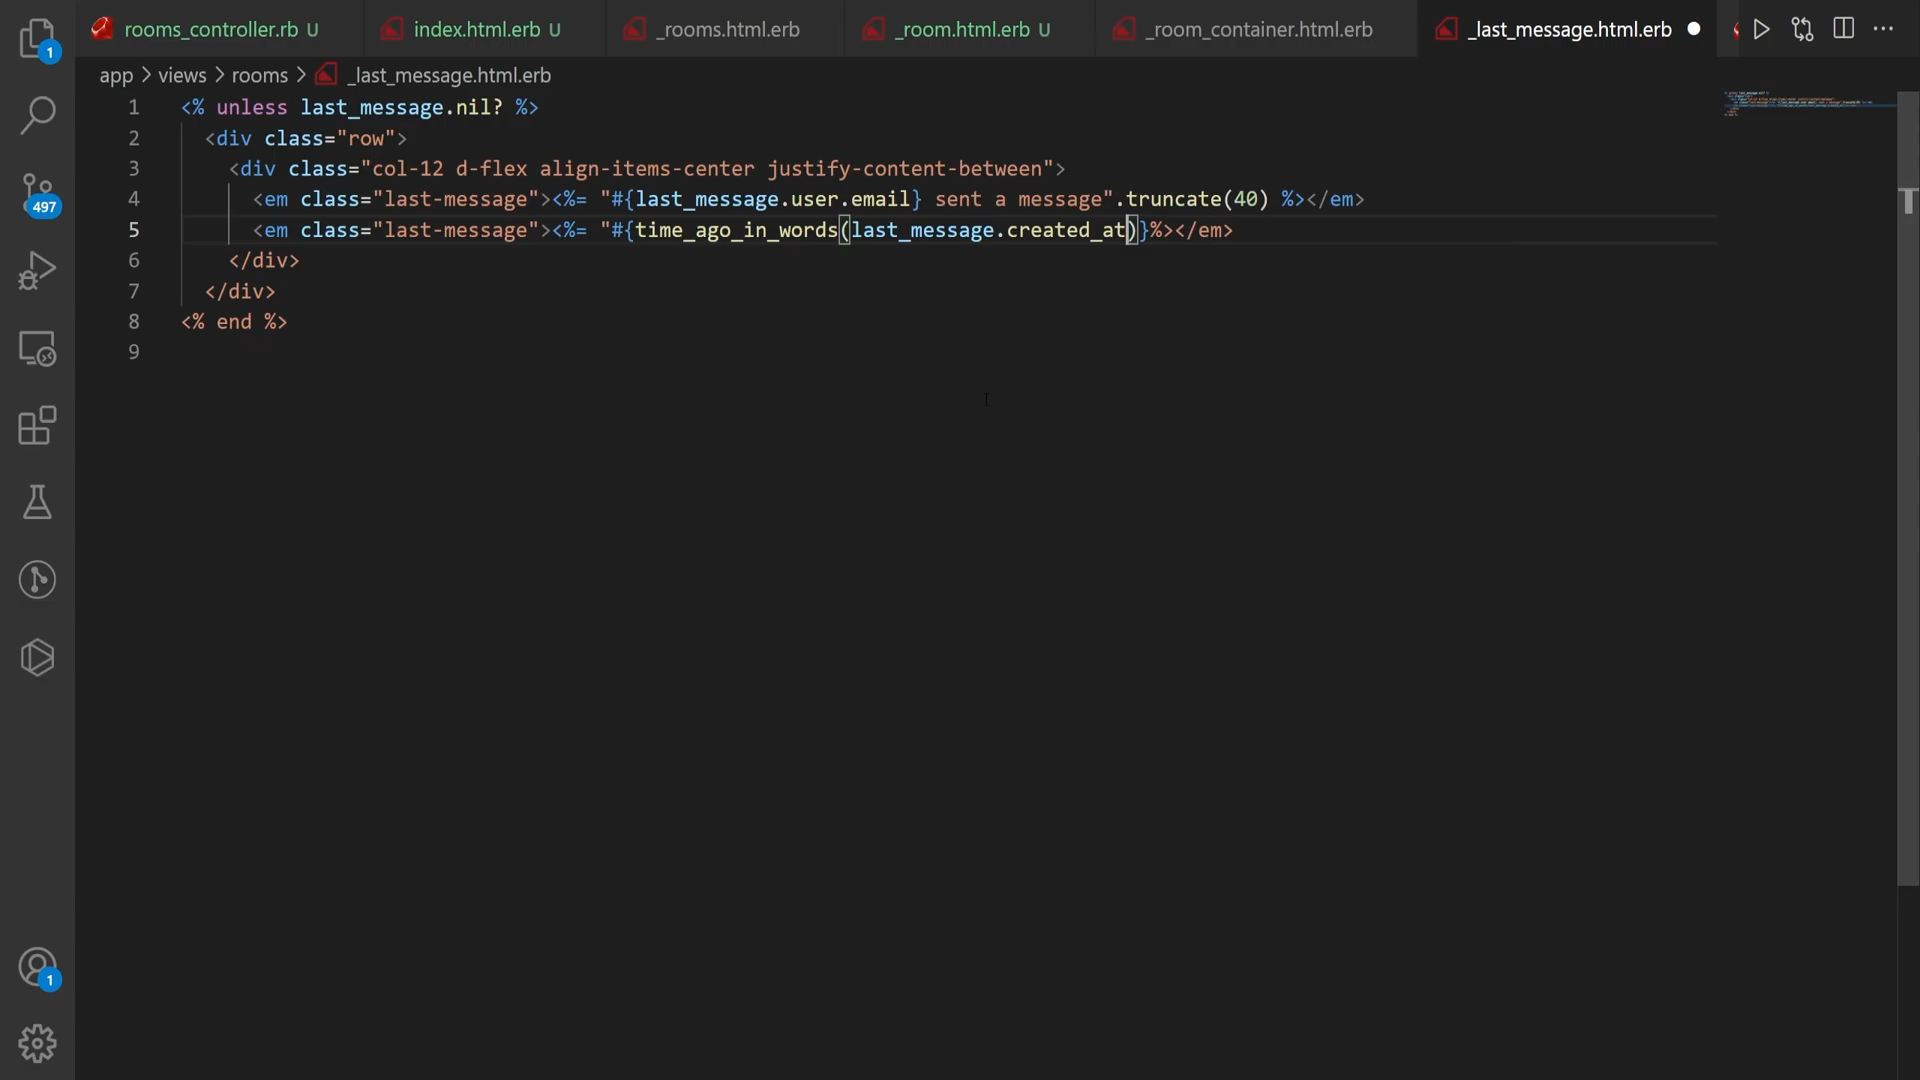 rooms_controller.rb U
index.html.erb U
_rooms.html.erb
_room.html.erb U
_room_container.html.erb
_last_message.html.erb
app > views > rooms > _last_message.html.erb
1 <% unless last_message.nil? %>
2 <div class="row">
3 <div class="col-12 d-flex align-items-center justify-content-between">
4 <em class="last-message"><%= "#{last_message.user.email} sent a message".truncate(40) %></em>
5 <em class="last-message"><%= "#{time_ago_in_words(last_message.created_at)}%></em>
6 </div>
7 </div>
8 <% end %>
9
1
497
1